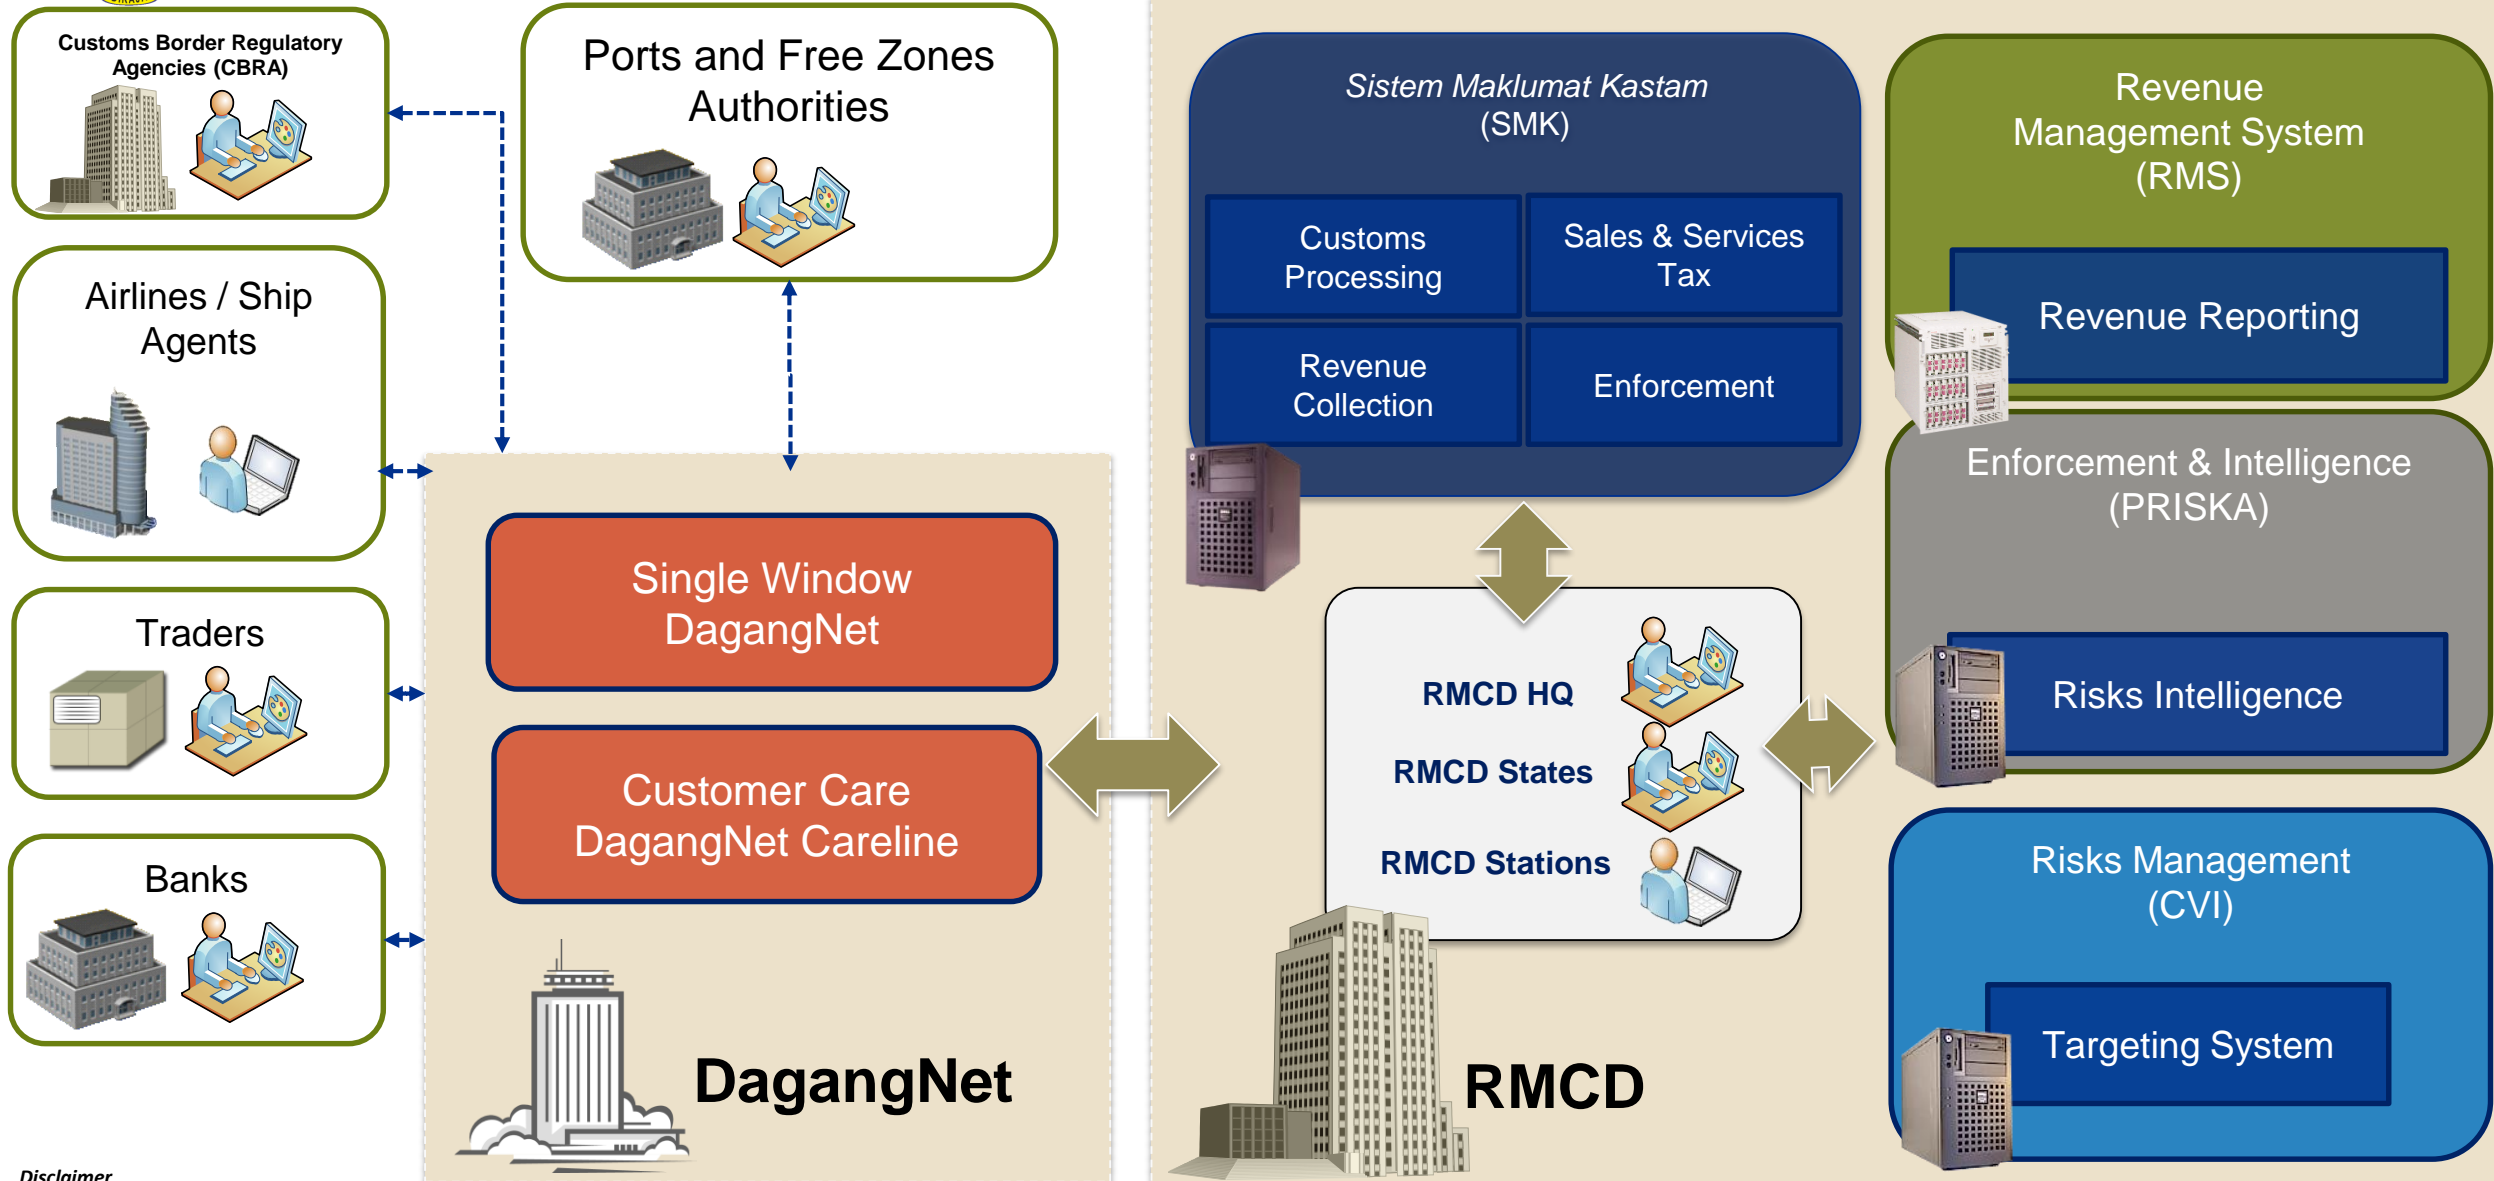 Customs Border Regulatory
Agencies (CBRA)
Ports and Free Zones
Authorities
Airlines / Ship
Agents
Traders
Banks
Single Window
DagangNet
Customer Care
DagangNet Careline
DagangNet
Sistem Maklumat Kastam
(SMK)
Customs
Processing
Sales & Services
Tax
Revenue
Collection
Enforcement
RMCD HQ
RMCD States
RMCD Stations
RMCD
Revenue
Management System
(RMS)
Revenue Reporting
Enforcement & Intelligence
(PRISKA)
Risks Intelligence
Risks Management
(CVI)
Targeting System
Disclaimer